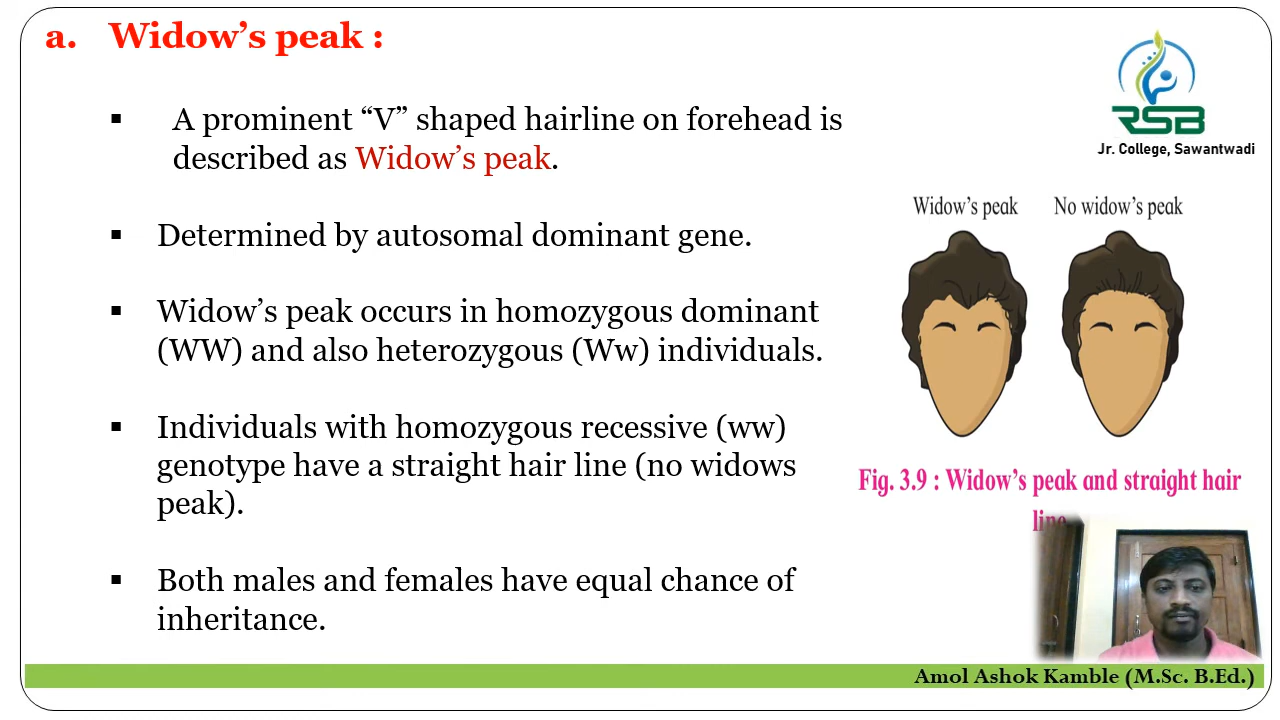 a. Widow’s peak :
▪ A prominent “V” shaped hairline on forehead is
described as Widow’s peak.
▪ Determined by autosomal dominant gene.
▪ Widow’s peak occurs in homozygous dominant
(WW) and also heterozygous (Ww) individuals.
▪ Individuals with homozygous recessive (ww)
genotype have a straight hair line (no widows
peak).
▪ Both males and females have equal chance of
inheritance.
RSB
Jr. College, Sawantwadi
Widow’s peak No widow’s peak
Fig. 3.9 : Widow’s peak and straight hair
line
Amol Ashok Kamble (M.Sc. B.Ed.)